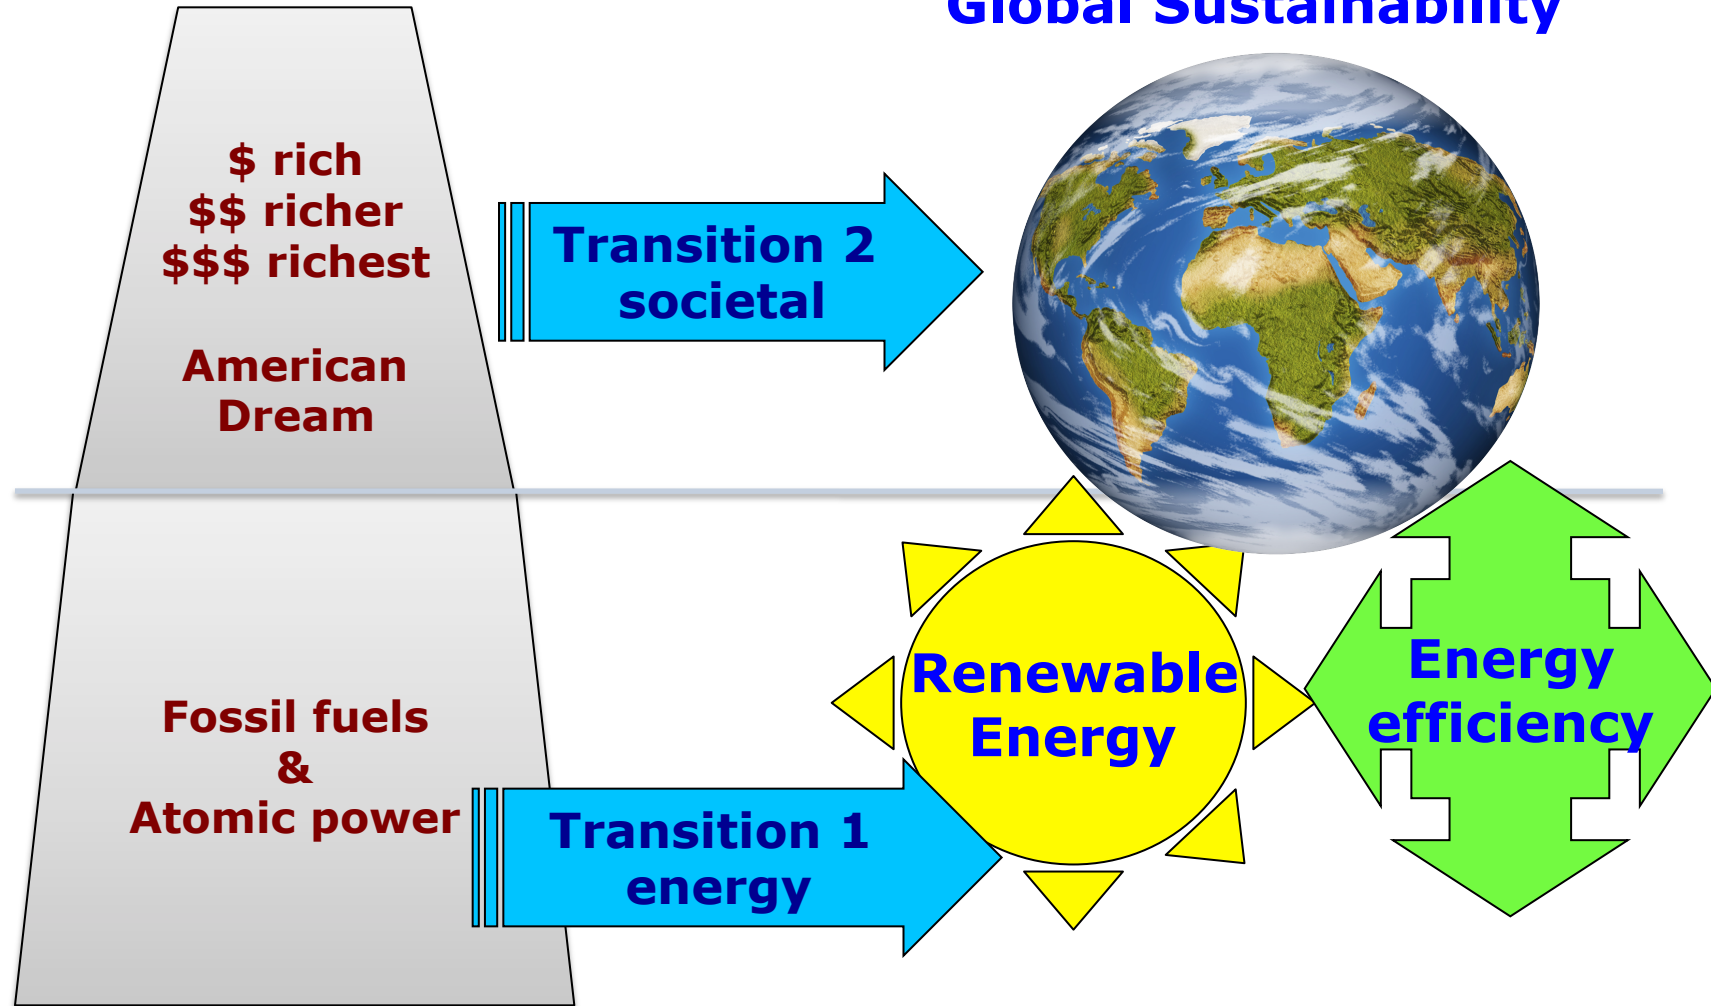 Global Sustainability
$ rich
$$ richer
$$$ richest
American
Dream
Transition 2
societal
Fossil fuels
&
Atomic power
Transition 1
energy
Renewable
Energy
Energy
efficiency